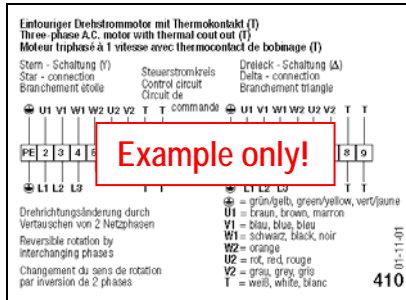 Eintouriger Drehstrommotor mit Thermokontakt (T)
Three-phase A.C. motor with thermal cout out (T)
Moteur triphasé à 1 vitesse avec thermocontact de bobinage (T)
Stern - Schaltung (Y)
Star - connection
Branchement étoile
Steuerstromkreis
Control circuit
Circuit de
commande
Dreieck - Schaltung (Δ)
Delta - connection
Branchement triangle
U1 V1 W1 W2 U2 V2 T T
U1 V1 W1 W2 U2 V2 T T
PE 2 3 4
8 9
Example only!
L1 L2 L3
L1 L2 L3 T T
Drehrichtungsänderung durch
Vertauschen von 2 Netzphasen
Reversible rotation by
interchanging phases
Changement du sens de rotation
par inversion de 2 phases
= grün/gelb, green/yellow, vert/jaune
U1 = braun, brown, marron
V1 = blau, blue, bleu
W1 = schwarz, black, noir
W2 = orange
U2 = rot, red, rouge
V2 = grau, grey, gris
T = weiß, white, blanc
410
01-11-01